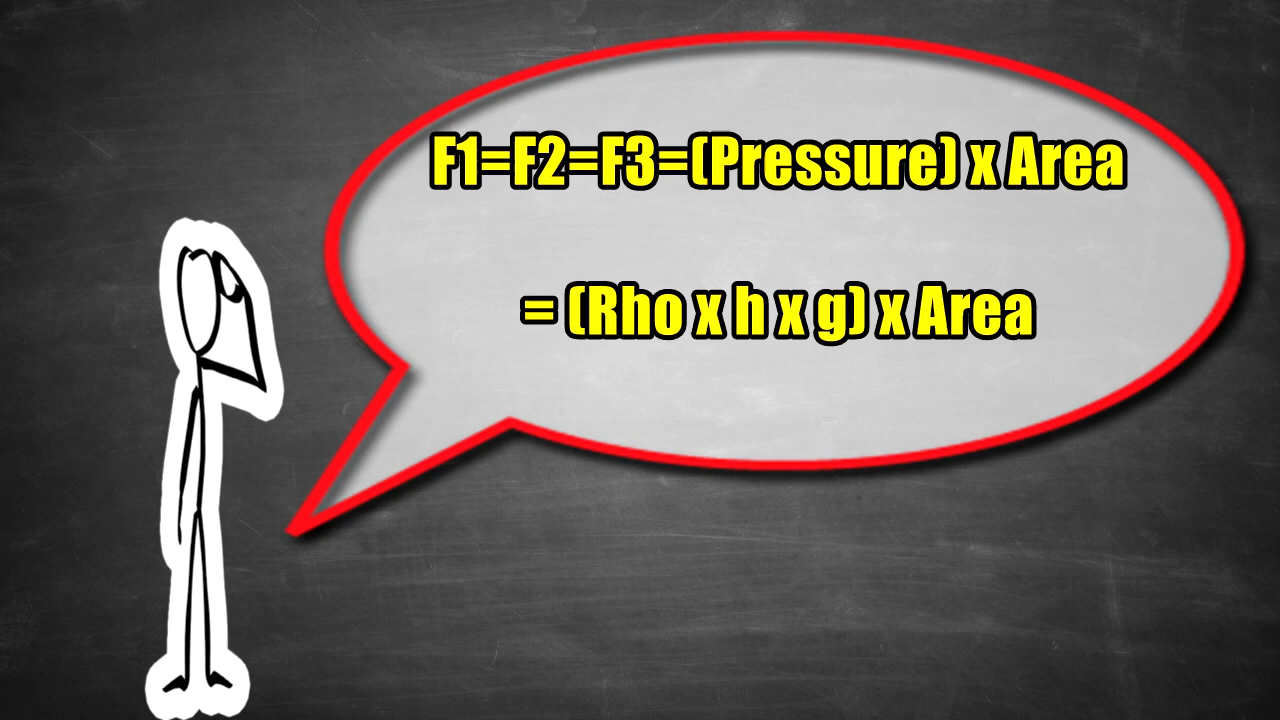 F1=F2=F3=(Pressure) x Area
= (Rho x h x g) x Area